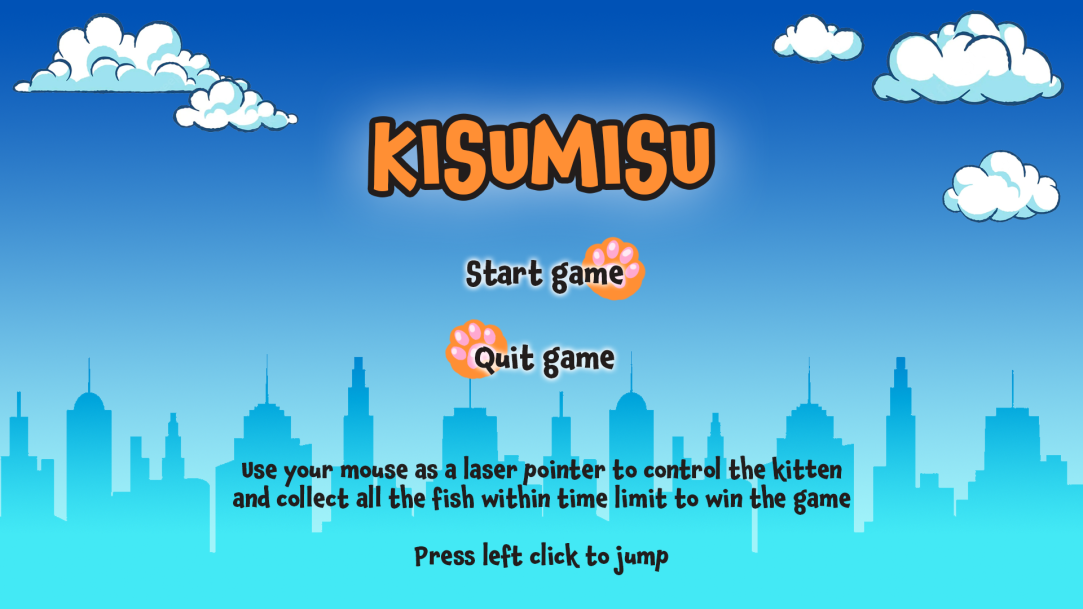 KISUMISU
Start game
Quit game
Use your mouse as a laser pointer to control the kitten
and collect all the fish within time limit to win the game
Press left click to jump